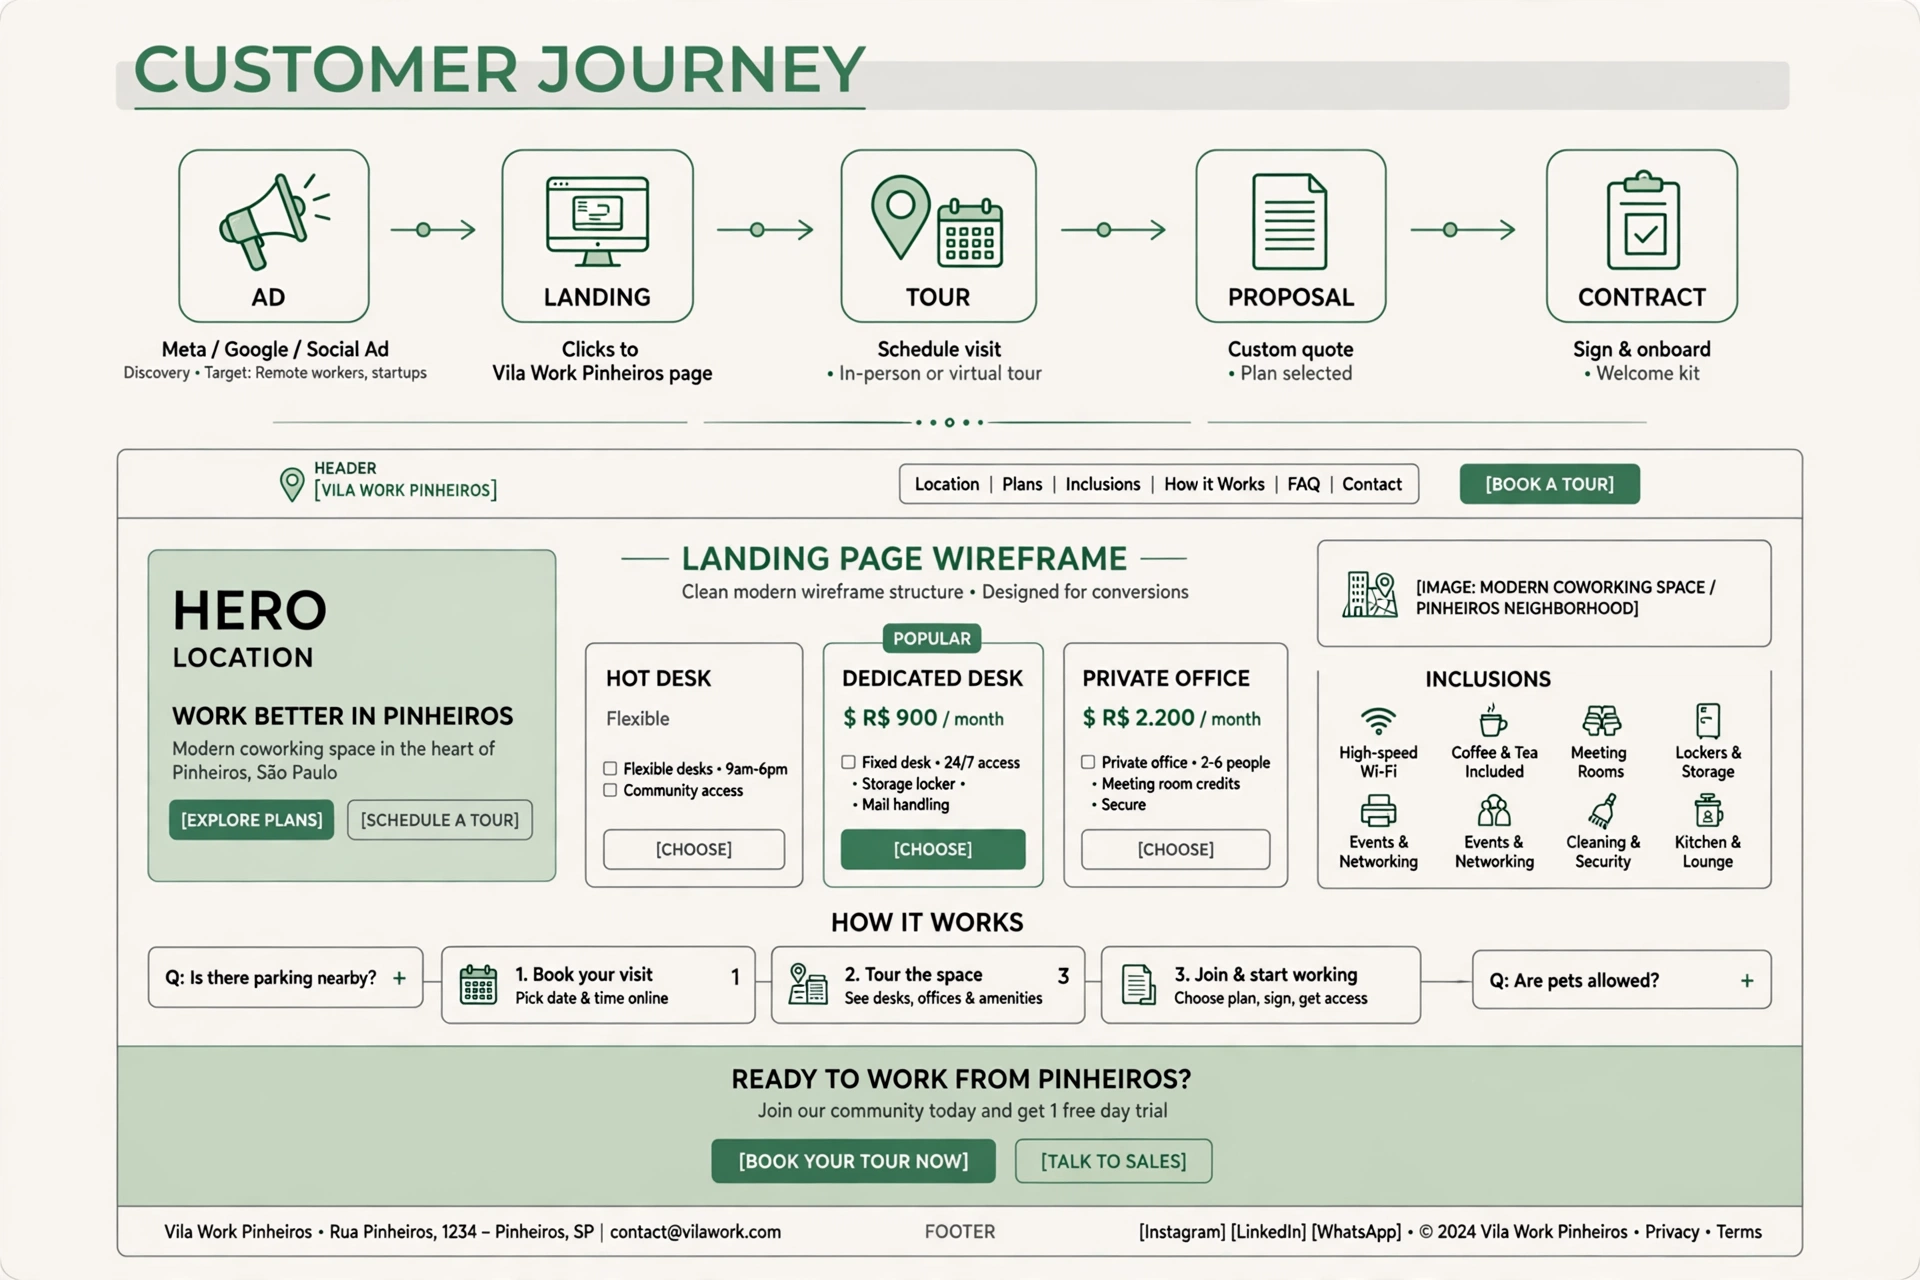 CUSTOMER JOURNEY
AD
Meta / Google / Social Ad
Discovery • Target: Remote workers, startups
LANDING
Clicks to
Vila Work Pinheiros page
TOUR
Schedule visit
• In-person or virtual tour
PROPOSAL
Custom quote
• Plan selected
CONTRACT
Sign & onboard
• Welcome kit
HEADER
[VILA WORK PINHEIROS]
Location | Plans | Inclusions | How it Works | FAQ | Contact
[BOOK A TOUR]
HERO
LOCATION
WORK BETTER IN PINHEIROS
Modern coworking space in the heart of
Pinheiros, São Paulo
[EXPLORE PLANS]
[SCHEDULE A TOUR]
LANDING PAGE WIREFRAME
Clean modern wireframe structure • Designed for conversions
HOT DESK
Flexible
Flexible desks • 9am-6pm
Community access
[CHOOSE]
POPULAR
DEDICATED DESK
$ R$ 900 / month
Fixed desk • 24/7 access
• Storage locker •
• Mail handling
[CHOOSE]
PRIVATE OFFICE
$ R$ 2.200 / month
Private office • 2-6 people
• Meeting room credits
• Secure
[CHOOSE]
[IMAGE: MODERN COWORKING SPACE /
PINHEIROS NEIGHBORHOOD]
INCLUSIONS
High-speed
Wi-Fi
Coffee & Tea
Included
Meeting
Rooms
Lockers &
Storage
Events &
Networking
Events &
Networking
Cleaning &
Security
Kitchen &
Lounge
HOW IT WORKS
Q: Is there parking nearby? +
1. Book your visit 1
Pick date & time online
2. Tour the space 3
See desks, offices & amenities
3. Join & start working
Choose plan, sign, get access
Q: Are pets allowed? +
READY TO WORK FROM PINHEIROS?
Join our community today and get 1 free day trial
[BOOK YOUR TOUR NOW]
[TALK TO SALES]
Vila Work Pinheiros • Rua Pinheiros, 1234 – Pinheiros, SP | contact@vilawork.com
FOOTER
[Instagram] [LinkedIn] [WhatsApp] • © 2024 Vila Work Pinheiros • Privacy • Terms